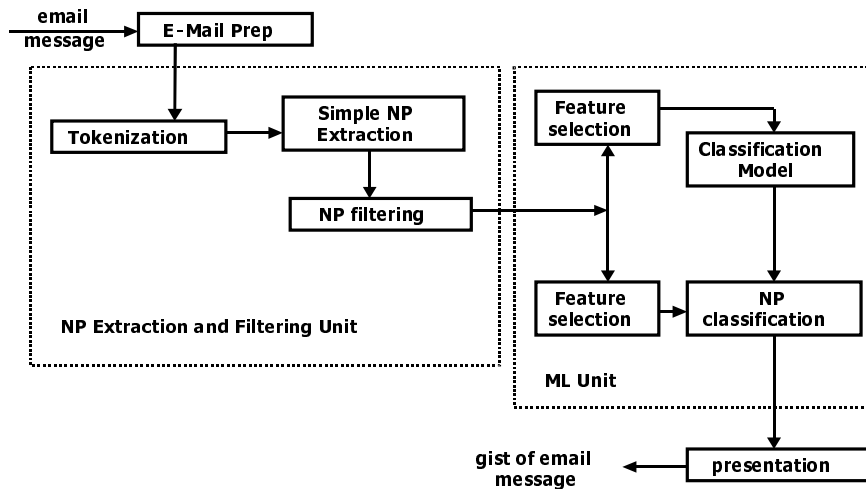 email
message
E-Mail Prep
Tokenization
Simple NP
Extraction
NP filtering
NP Extraction and Filtering Unit
Feature
selection
Classification
Model
Feature
selection
NP
classification
ML Unit
presentation
gist of email
message